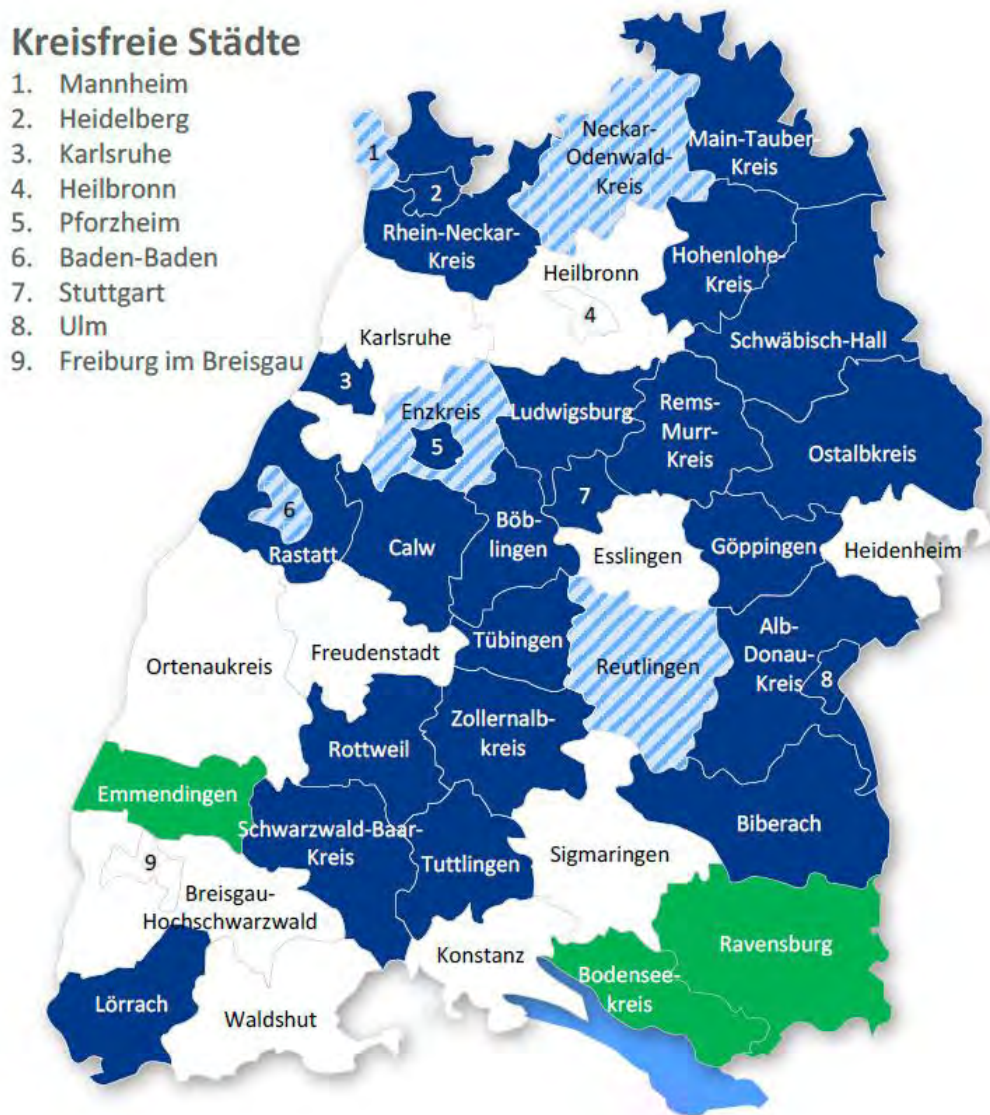 Kreisfreie Städte
1. Mannheim
2. Heidelberg
3. Karlsruhe
4. Heilbronn
5. Pforzheim
6. Baden-Baden
7. Stuttgart
8. Ulm
9. Freiburg im Breisgau
Neckar-
Odenwald-
Kreis
Main-Tauber-
Kreis
1
2
Rhein-Neckar-
Kreis
Heilbronn
4
Hohenlohe-
Kreis
Karlsruhe
Schwäbisch-Hall
3
Enzkreis
5
Ludwigsburg
Rems-
Murr-
Kreis
Ostalbkreis
6
Rastatt
Calw
Böb-
lingen
7
Esslingen
Göppingen
Heidenheim
Ortenaukreis
Freudenstadt
Tübingen
Reutlingen
Alb-
Donau-
Kreis
8
Rottweil
Zollernalb-
kreis
Emmendingen
Schwarzwald-Baar-
Kreis
Tuttlingen
Sigmaringen
Biberach
9
Breisgau-
Hochschwarzwald
Konstanz
Bodensee-
kreis
Ravensburg
Lörrach
Waldshut